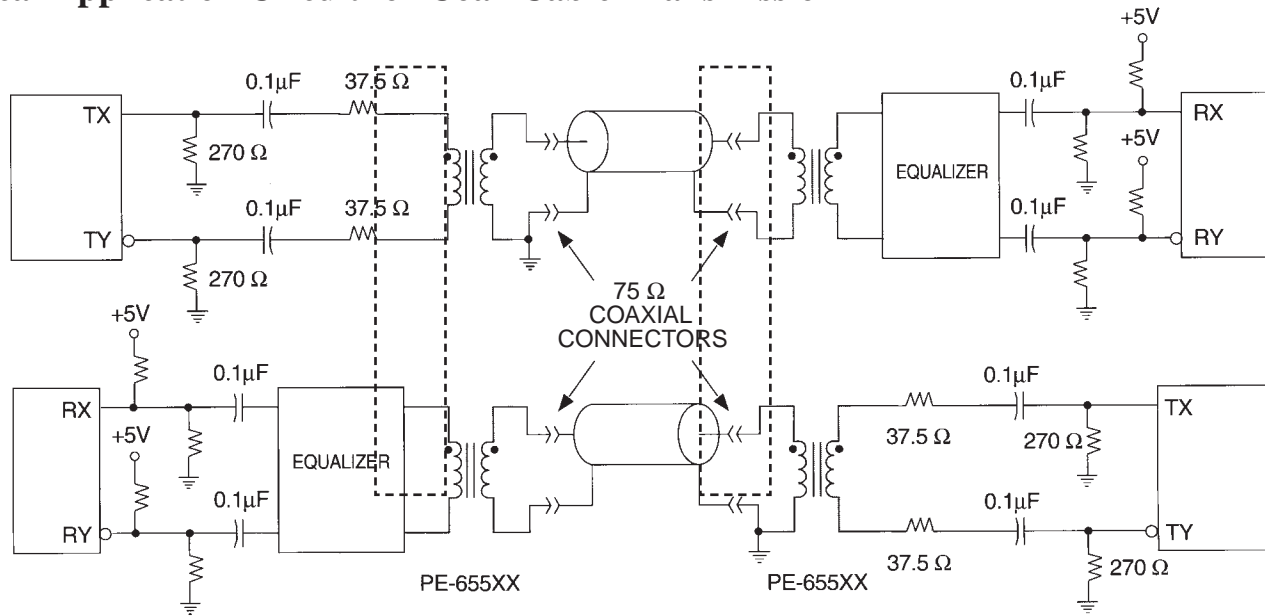 +5V
0.1µF
37.5 Ω
0.1µF
+5V
TX
RX
270 Ω
EQUALIZER
0.1µF
37.5 Ω
0.1µF
TY
RY
270 Ω
75 Ω
COAXIAL
CONNECTORS
+5V
0.1µF
0.1µF
+5V
RX
TX
37.5 Ω
270 Ω
EQUALIZER
0.1µF
0.1µF
RY
TY
37.5 Ω
270 Ω
PE-655XX
PE-655XX